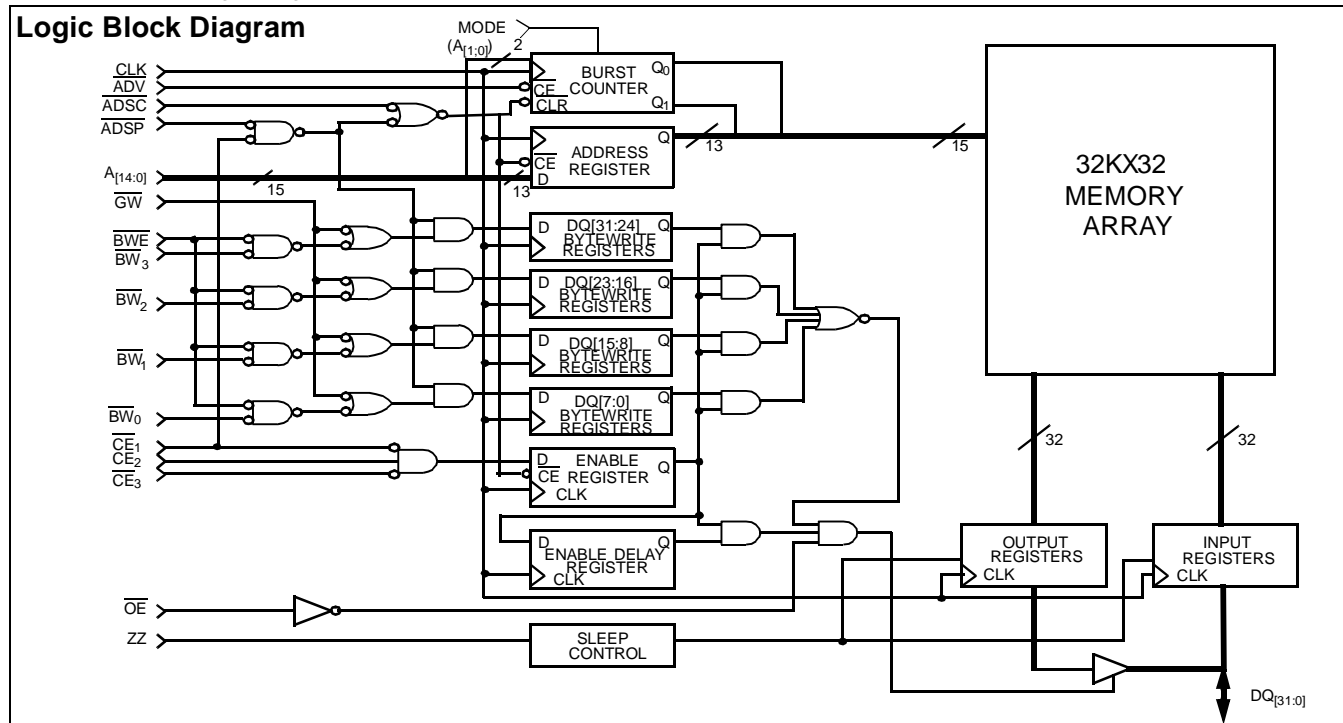 Logic Block Diagram
MODE
(A[1;0])
2
CLK
ADV
ADSC
ADSP
A[14:0]
15
GW
BWE
BW3
BW2
BW1
BW0
CE1
CE2
CE3
OE
ZZ
BURST
COUNTER
CE
CLR
Q0
Q1
ADDRESS
REGISTER
CE
D
Q
13
13
15
D DQ[31:24] Q
BYTEWRITE
REGISTERS
D DQ[23:16] Q
BYTEWRITE
REGISTERS
D DQ[15:8] Q
BYTEWRITE
REGISTERS
D DQ[7:0] Q
BYTEWRITE
REGISTERS
D ENABLE Q
CE REGISTER
CLK
D ENABLE DELAY Q
REGISTER
CLK
SLEEP
CONTROL
32KX32
MEMORY
ARRAY
32
32
OUTPUT
REGISTERS
CLK
INPUT
REGISTERS
CLK
DQ[31:0]